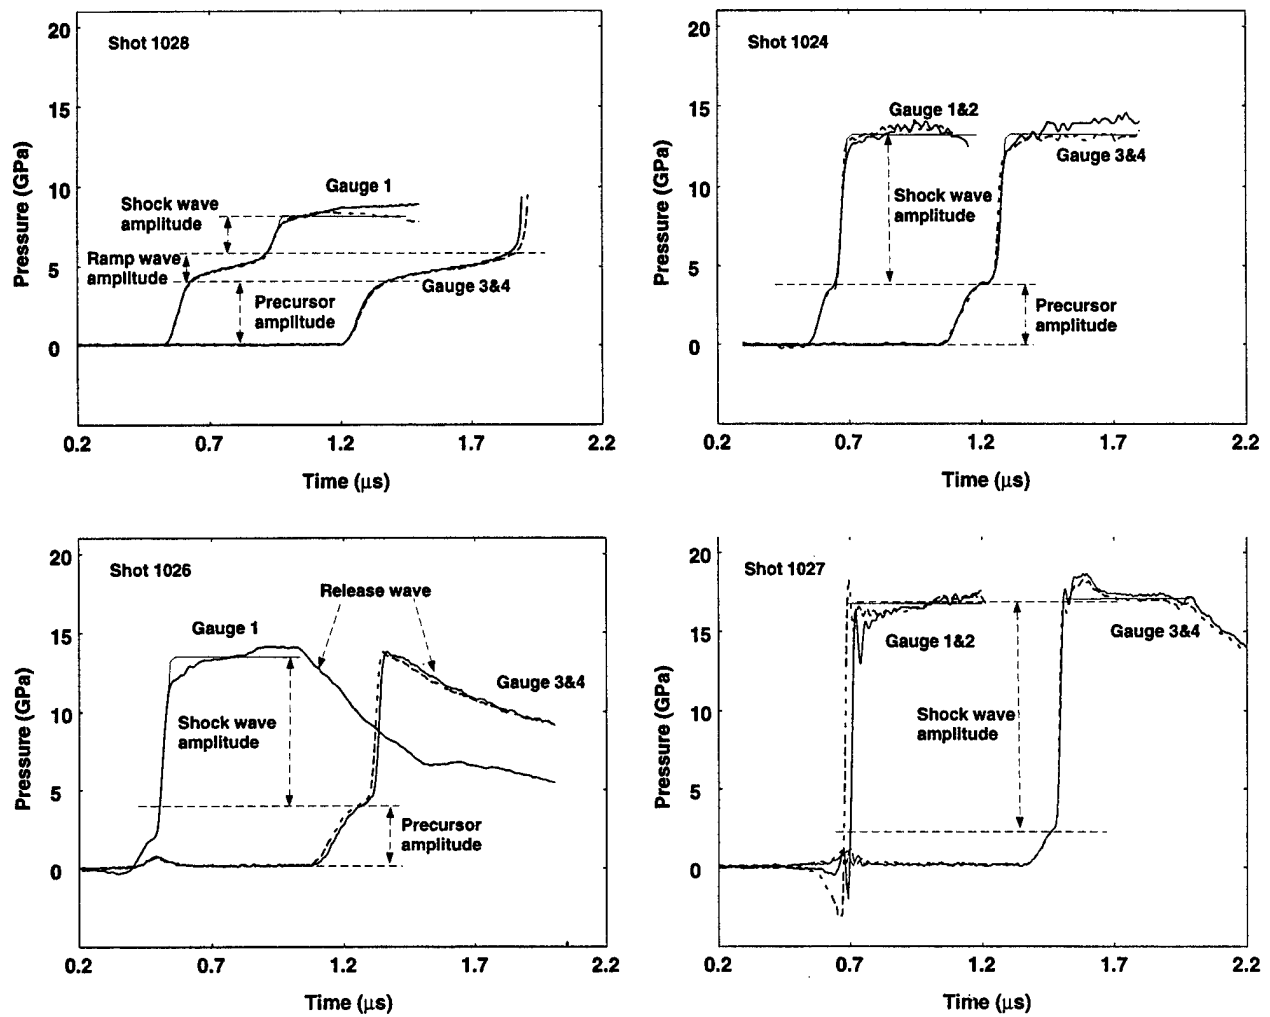 Shot 1028
20
15
10
5
0
Pressure (GPa)
Gauge 1
Shock wave
amplitude
Ramp wave
amplitude
Precursor
amplitude
Gauge 3&4
0.2 0.7 1.2 1.7 2.2
Time (μs)
Shot 1024
20
15
10
5
0
Pressure (GPa)
Gauge 1&2
Gauge 3&4
Shock wave
amplitude
Precursor
amplitude
0.2 0.7 1.2 1.7 2.2
Time (μs)
Shot 1026
20
15
10
5
0
Pressure (GPa)
Release wave
Gauge 1
Gauge 3&4
Shock wave
amplitude
Precursor
amplitude
0.2 0.7 1.2 1.7 2.2
Time (μs)
Shot 1027
20
15
10
5
0
Pressure (GPa)
Gauge 1&2
Gauge 3&4
Shock wave
amplitude
0.2 0.7 1.2 1.7 2.2
Time (μs)